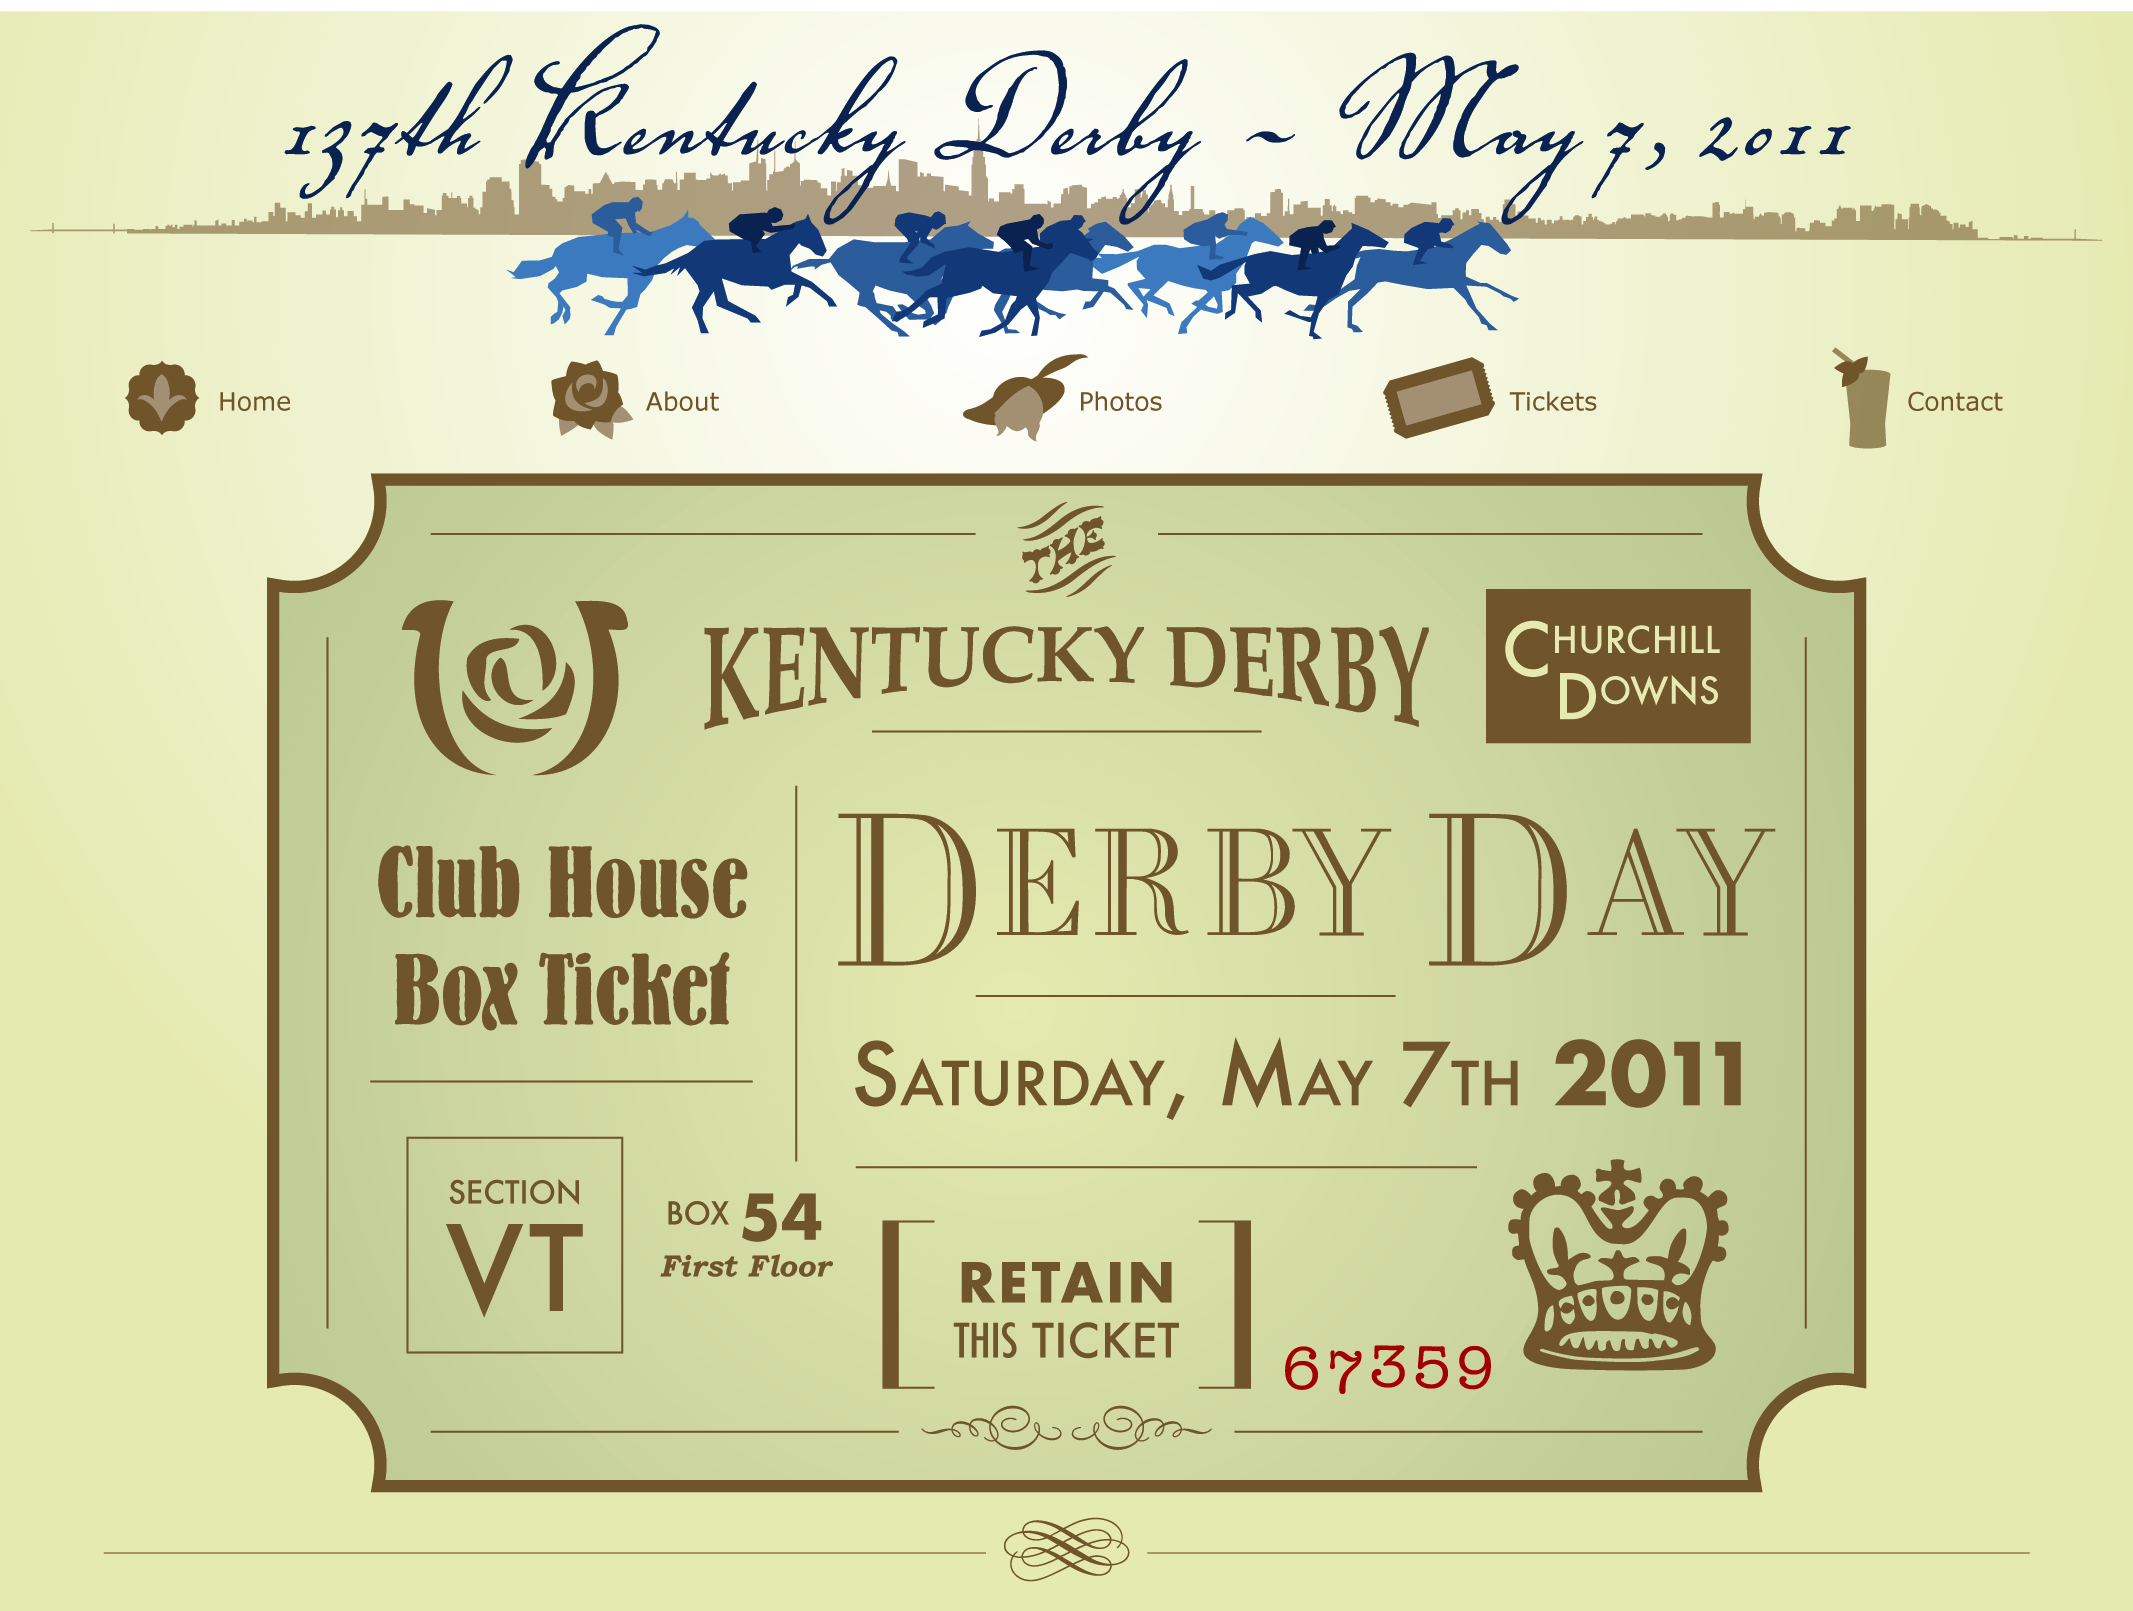 137th Kentucky Derby ~ May 7, 2011
Home
About
Photos
Tickets
Contact
THE
KENTUCKY DERBY
CHURCHILL
DOWNS
Club House
Box Ticket
DERBY DAY
SATURDAY, MAY 7TH 2011
SECTION
VT
BOX 54
First Floor
RETAIN
THIS TICKET
67359